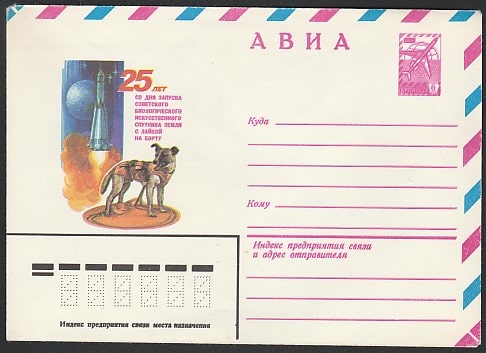 АВИА
25 ЛЕТ
СО ДНЯ ЗАПУСКА
СОВЕТСКОГО
БИОЛОГИЧЕСКОГО
ИСКУССТВЕННОГО
СПУТНИКА ЗЕМЛИ
С ЛАЙКОЙ
НА БОРТУ
Куда
Кому
Индекс предприятия связи
и адрес отправителя
Индекс предприятия связи места назначения